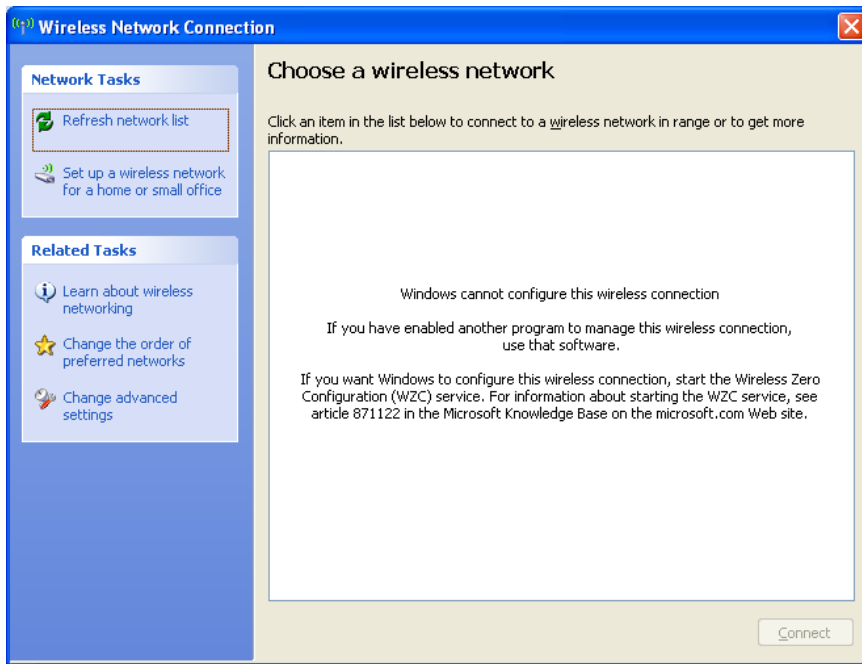 Wireless Network Connection
Network Tasks
Refresh network list
Set up a wireless network
for a home or small office
Related Tasks
Learn about wireless
networking
Change the order of
preferred networks
Change advanced
settings
Choose a wireless network
Click an item in the list below to connect to a wireless network in range or to get more
information.
Windows cannot configure this wireless connection
If you have enabled another program to manage this wireless connection,
use that software.
If you want Windows to configure this wireless connection, start the Wireless Zero
Configuration (WZC) service. For information about starting the WZC service, see
article 871122 in the Microsoft Knowledge Base on the microsoft.com Web site.
Connect